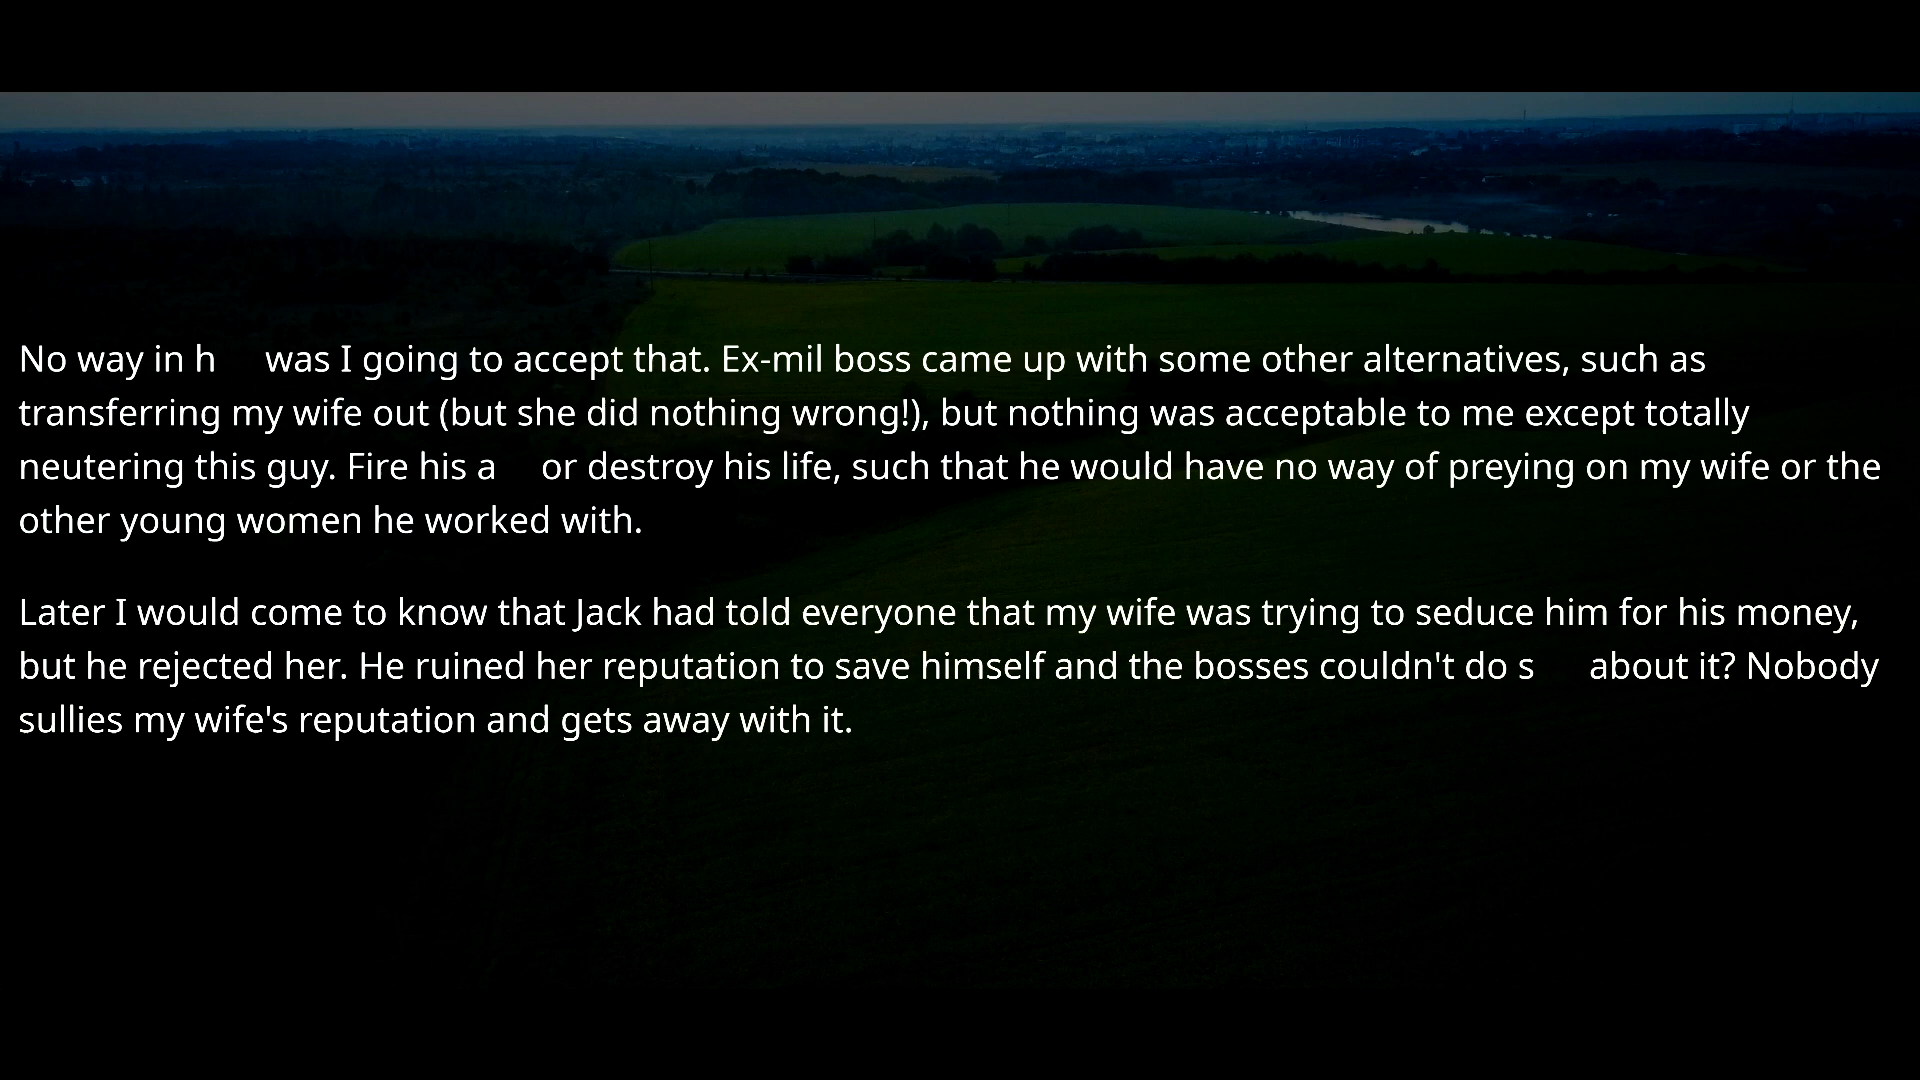 No way in h was I going to accept that. Ex-mil boss came up with some other alternatives, such as
transferring my wife out (but she did nothing wrong!), but nothing was acceptable to me except totally
neutering this guy. Fire his a or destroy his life, such that he would have no way of preying on my wife or the
other young women he worked with.
Later I would come to know that Jack had told everyone that my wife was trying to seduce him for his money,
but he rejected her. He ruined her reputation to save himself and the bosses couldn't do s about it? Nobody
sullies my wife's reputation and gets away with it.